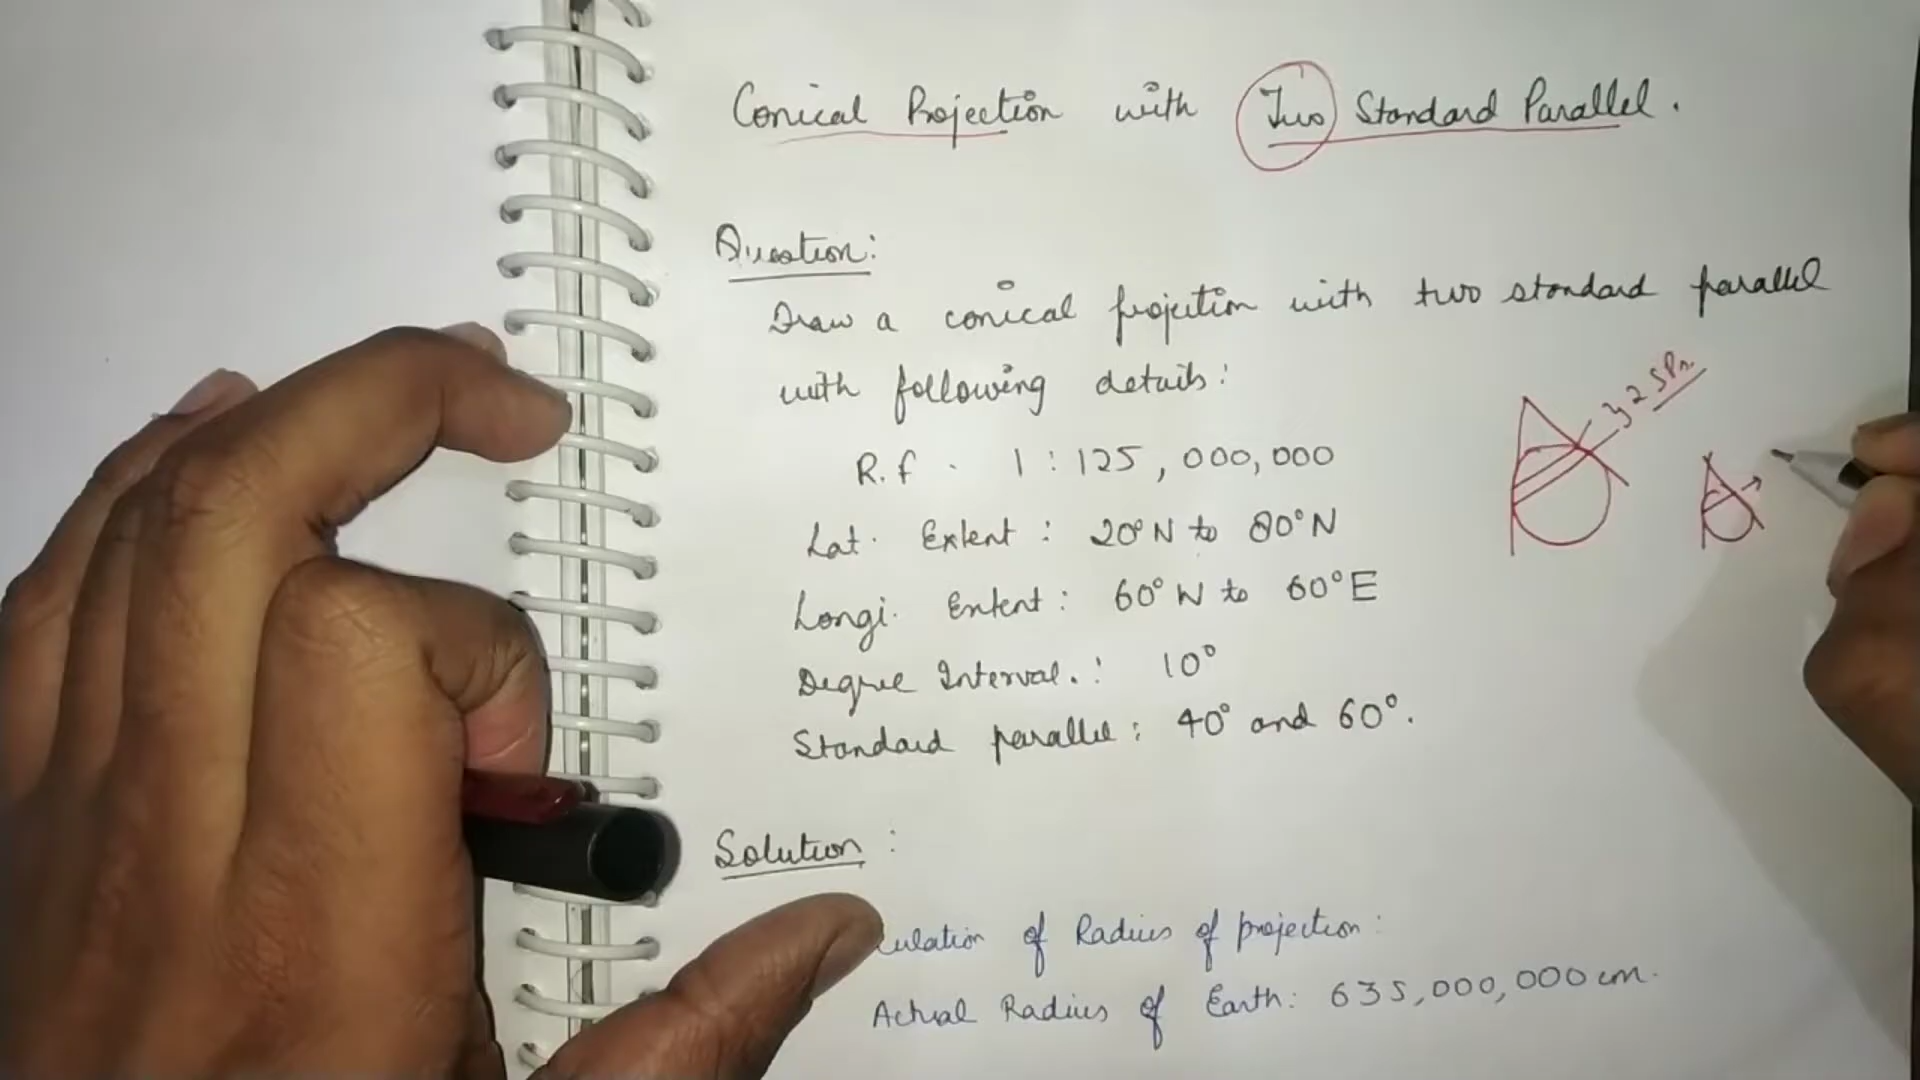 Conical Projection with Two Standard Parallel.
Question:
Draw a conical projection with two standard parallel
with following details:
R.f. 1:125,000,000
Lat. Extent: 20°N to 80°N
Longi. Extent: 60°W to 60°E
Degree Interval.: 10°
Standard parallel: 40° and 60°.
2 SPs.
Solution:
of Radius of projection:
Actual Radius of Earth: 635,000,000 cm.